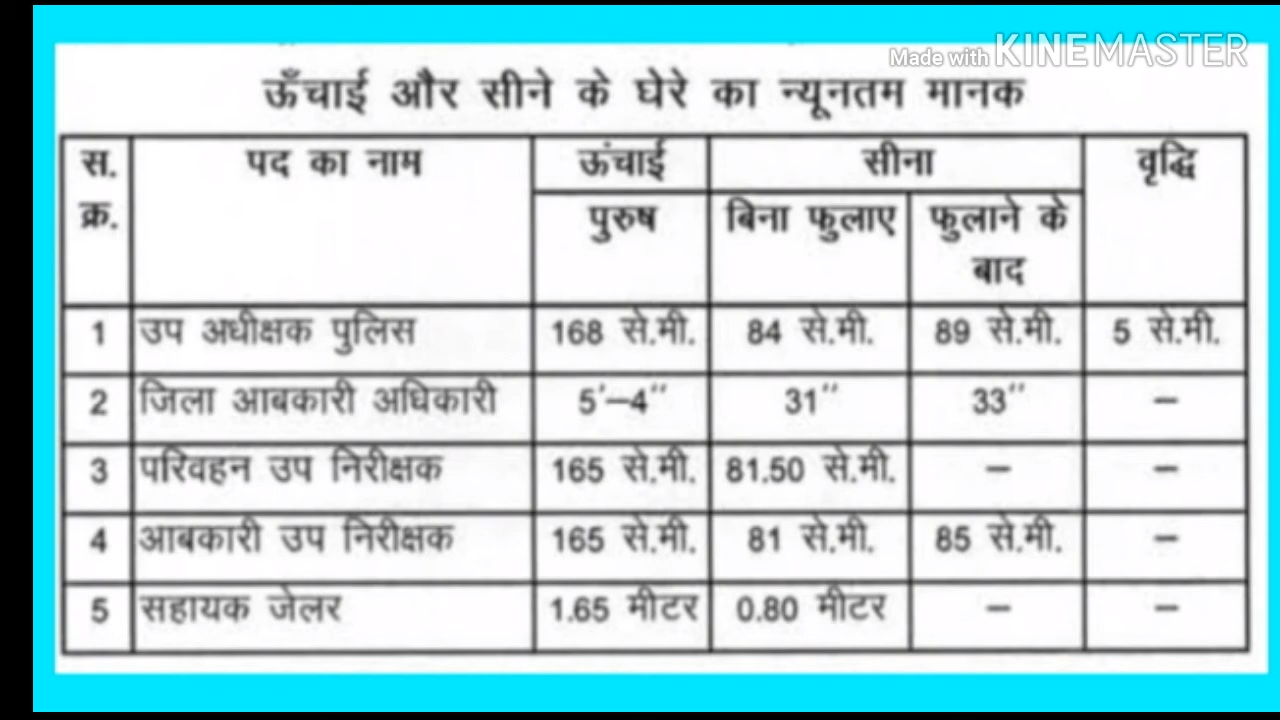 Made with KINEMASTER
ऊँचाई और सीने के घेरे का न्यूनतम मानक
स. क्र. पद का नाम ऊंचाई सीना वृद्धि
पुरुष बिना फुलाए फुलाने के बाद
1 उप अधीक्षक पुलिस 168 से.मी. 84 से.मी. 89 से.मी. 5 से.मी.
2 जिला आबकारी अधिकारी 5'–4" 31" 33" –
3 परिवहन उप निरीक्षक 165 से.मी. 81.50 से.मी. – –
4 आबकारी उप निरीक्षक 165 से.मी. 81 से.मी. 85 से.मी. –
5 सहायक जेलर 1.65 मीटर 0.80 मीटर – –